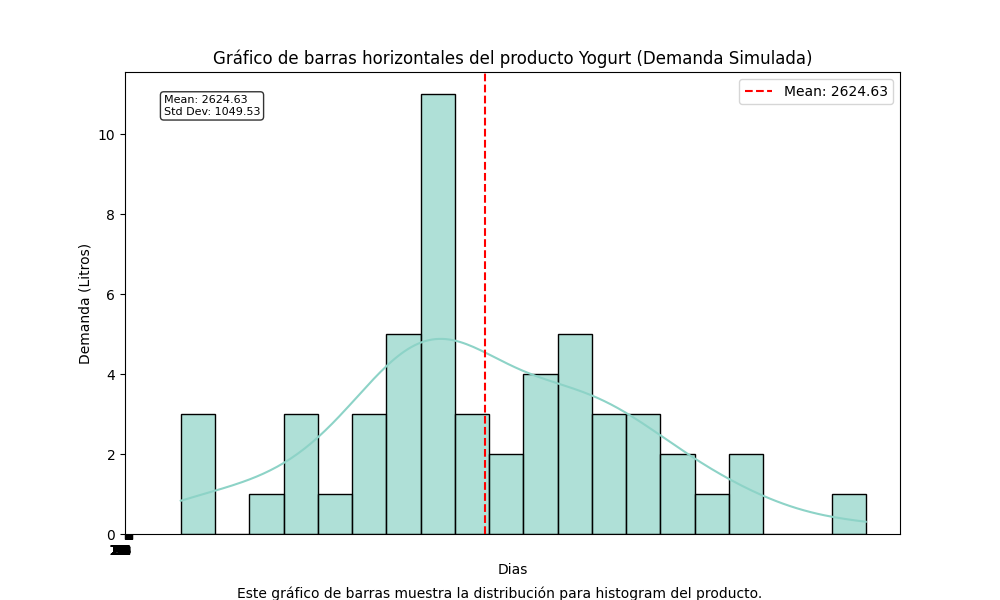 Gráfico de barras horizontales del producto Yogurt (Demanda Simulada)
Mean: 2624.63
Std Dev: 1049.53
Mean: 2624.63
10
8
6
4
2
0
Demanda (Litros)
Dias
Este gráfico de barras muestra la distribución para histogram del producto.